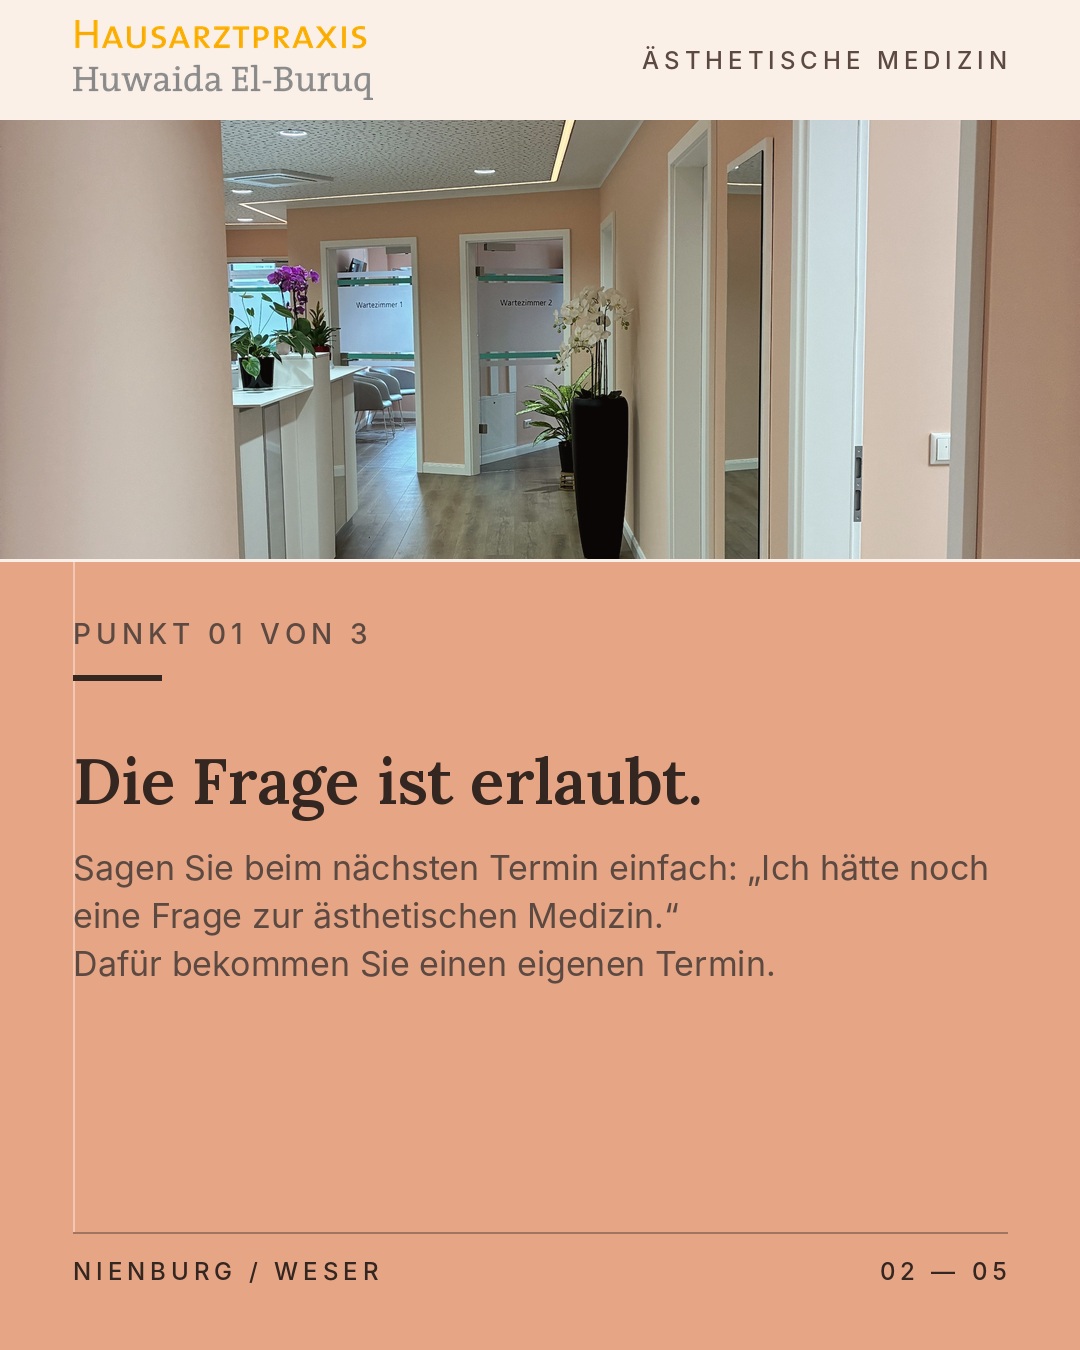 HAUSARZTPRAXIS
Huwaida El-Buruq
ÄSTHETISCHE MEDIZIN
Wartezimmer 1
Wartezimmer 2
PUNKT 01 VON 3
Die Frage ist erlaubt.
Sagen Sie beim nächsten Termin einfach: „Ich hätte noch
eine Frage zur ästhetischen Medizin.“
Dafür bekommen Sie einen eigenen Termin.
NIENBURG / WESER
02 — 05